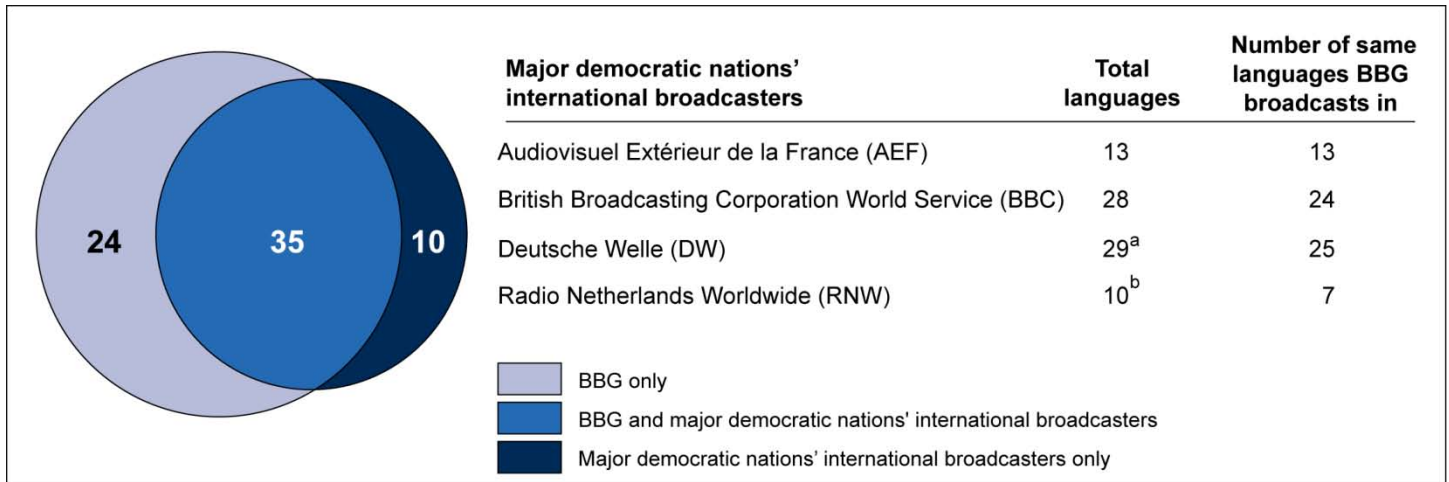 24
35
10
Major democratic nations'
international broadcasters
Total
languages
Number of same
languages BBG
broadcasts in
Audiovisuel Extérieur de la France (AEF) 13 13
British Broadcasting Corporation World Service (BBC) 28 24
Deutsche Welle (DW) 29a 25
Radio Netherlands Worldwide (RNW) 10b 7
BBG only
BBG and major democratic nations' international broadcasters
Major democratic nations' international broadcasters only